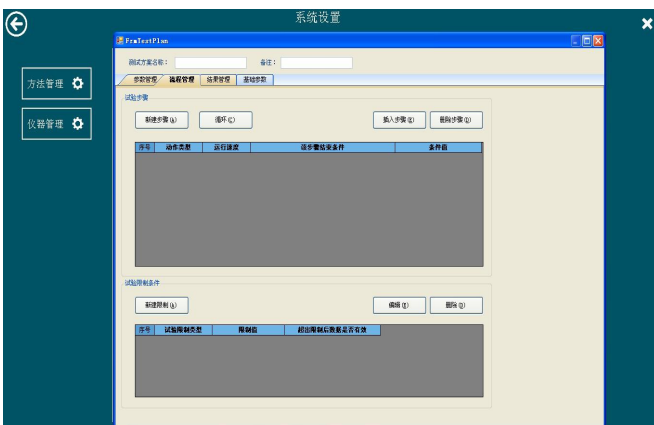 系统设置
FrmTestPlan
测试方案名称： 备注：
参数管理 流程管理 结果管理 基础参数
方法管理
仪器管理
试验步骤
新建步骤(A) 循环(C) 插入步骤(E) 删除步骤(D)
序号 动作类型 运行速度 该步骤结束条件 条件值
试验限制条件
新建限制(A) 编辑(E) 删除(D)
序号 试验限制类型 限制值 超出限制后数据是否有效